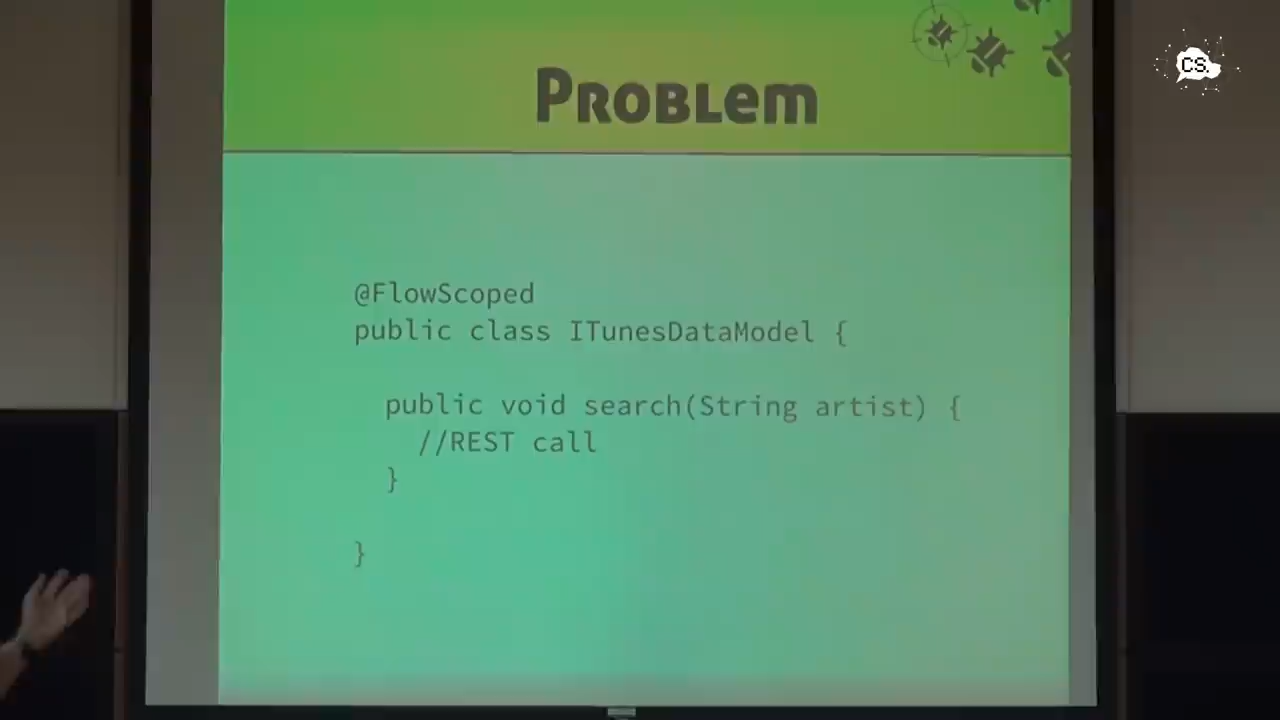 CS.
Problem
@FlowScoped
public class ITunesDataModel {
public void search(String artist) {
//REST call
}
}